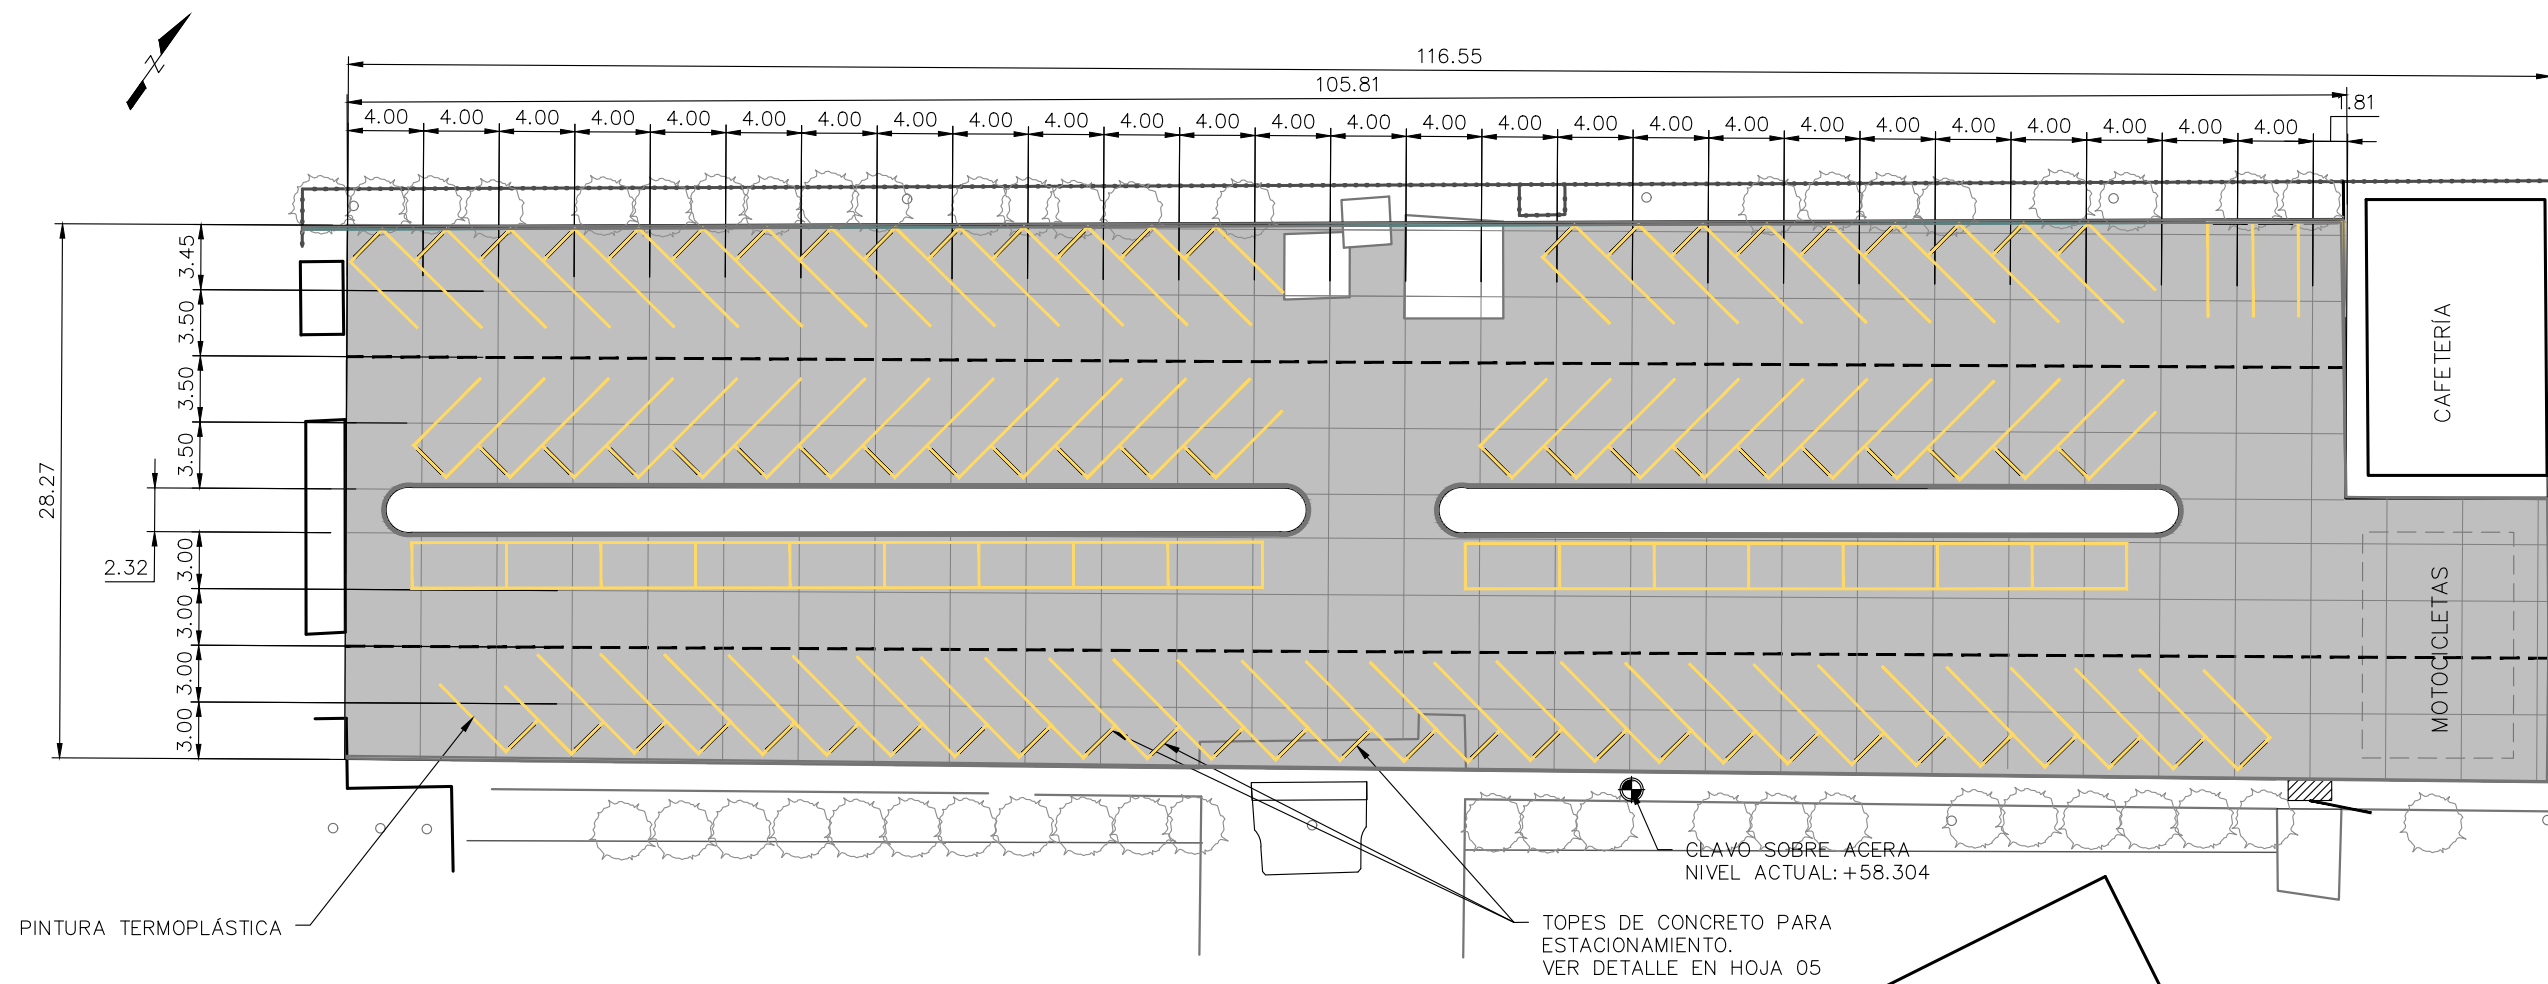 N
116.55
105.81
1.81
4.00 4.00 4.00 4.00 4.00 4.00 4.00 4.00 4.00 4.00 4.00 4.00 4.00 4.00 4.00 4.00 4.00 4.00 4.00 4.00 4.00 4.00 4.00 4.00 4.00 4.00
3.45
3.50
3.50
3.50
28.27
2.32
3.00
3.00
3.00
3.00
CAFETERÍA
MOTOCICLETAS
CLAVO SOBRE ACERA
NIVEL ACTUAL: +58.304
PINTURA TERMOPLÁSTICA
TOPES DE CONCRETO PARA
ESTACIONAMIENTO.
VER DETALLE EN HOJA 05